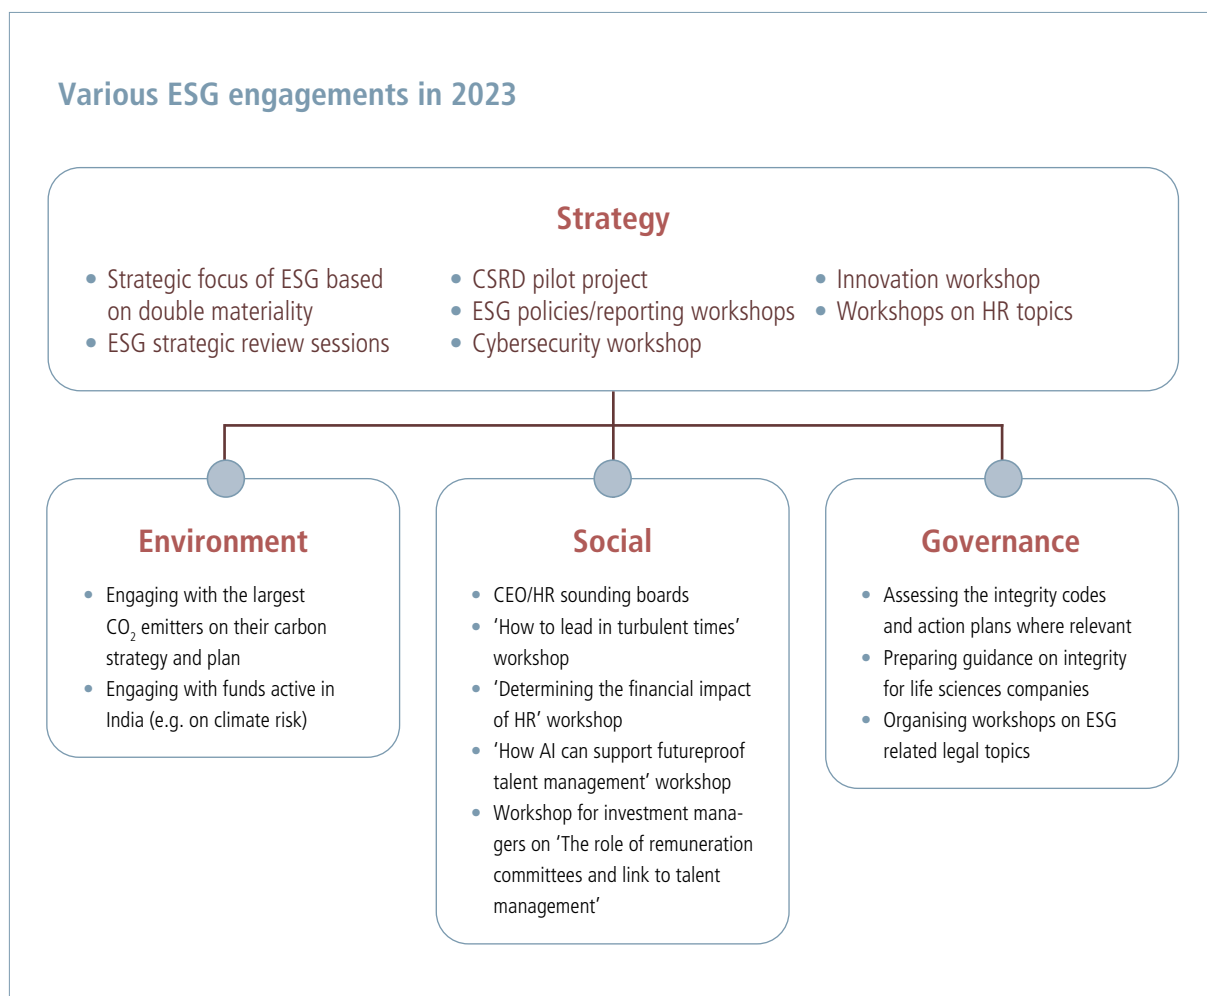 Various ESG engagements in 2023
Strategy
• Strategic focus of ESG based
on double materiality
• ESG strategic review sessions
• CSRD pilot project
• ESG policies/reporting workshops
• Cybersecurity workshop
• Innovation workshop
• Workshops on HR topics
Environment
• Engaging with the largest
CO₂ emitters on their carbon
strategy and plan
• Engaging with funds active in
India (e.g. on climate risk)
Social
• CEO/HR sounding boards
• ‘How to lead in turbulent times’
workshop
• ‘Determining the financial impact
of HR’ workshop
• ‘How AI can support futureproof
talent management’ workshop
• Workshop for investment mana-
gers on ‘The role of remuneration
committees and link to talent
management’
Governance
• Assessing the integrity codes
and action plans where relevant
• Preparing guidance on integrity
for life sciences companies
• Organising workshops on ESG
related legal topics